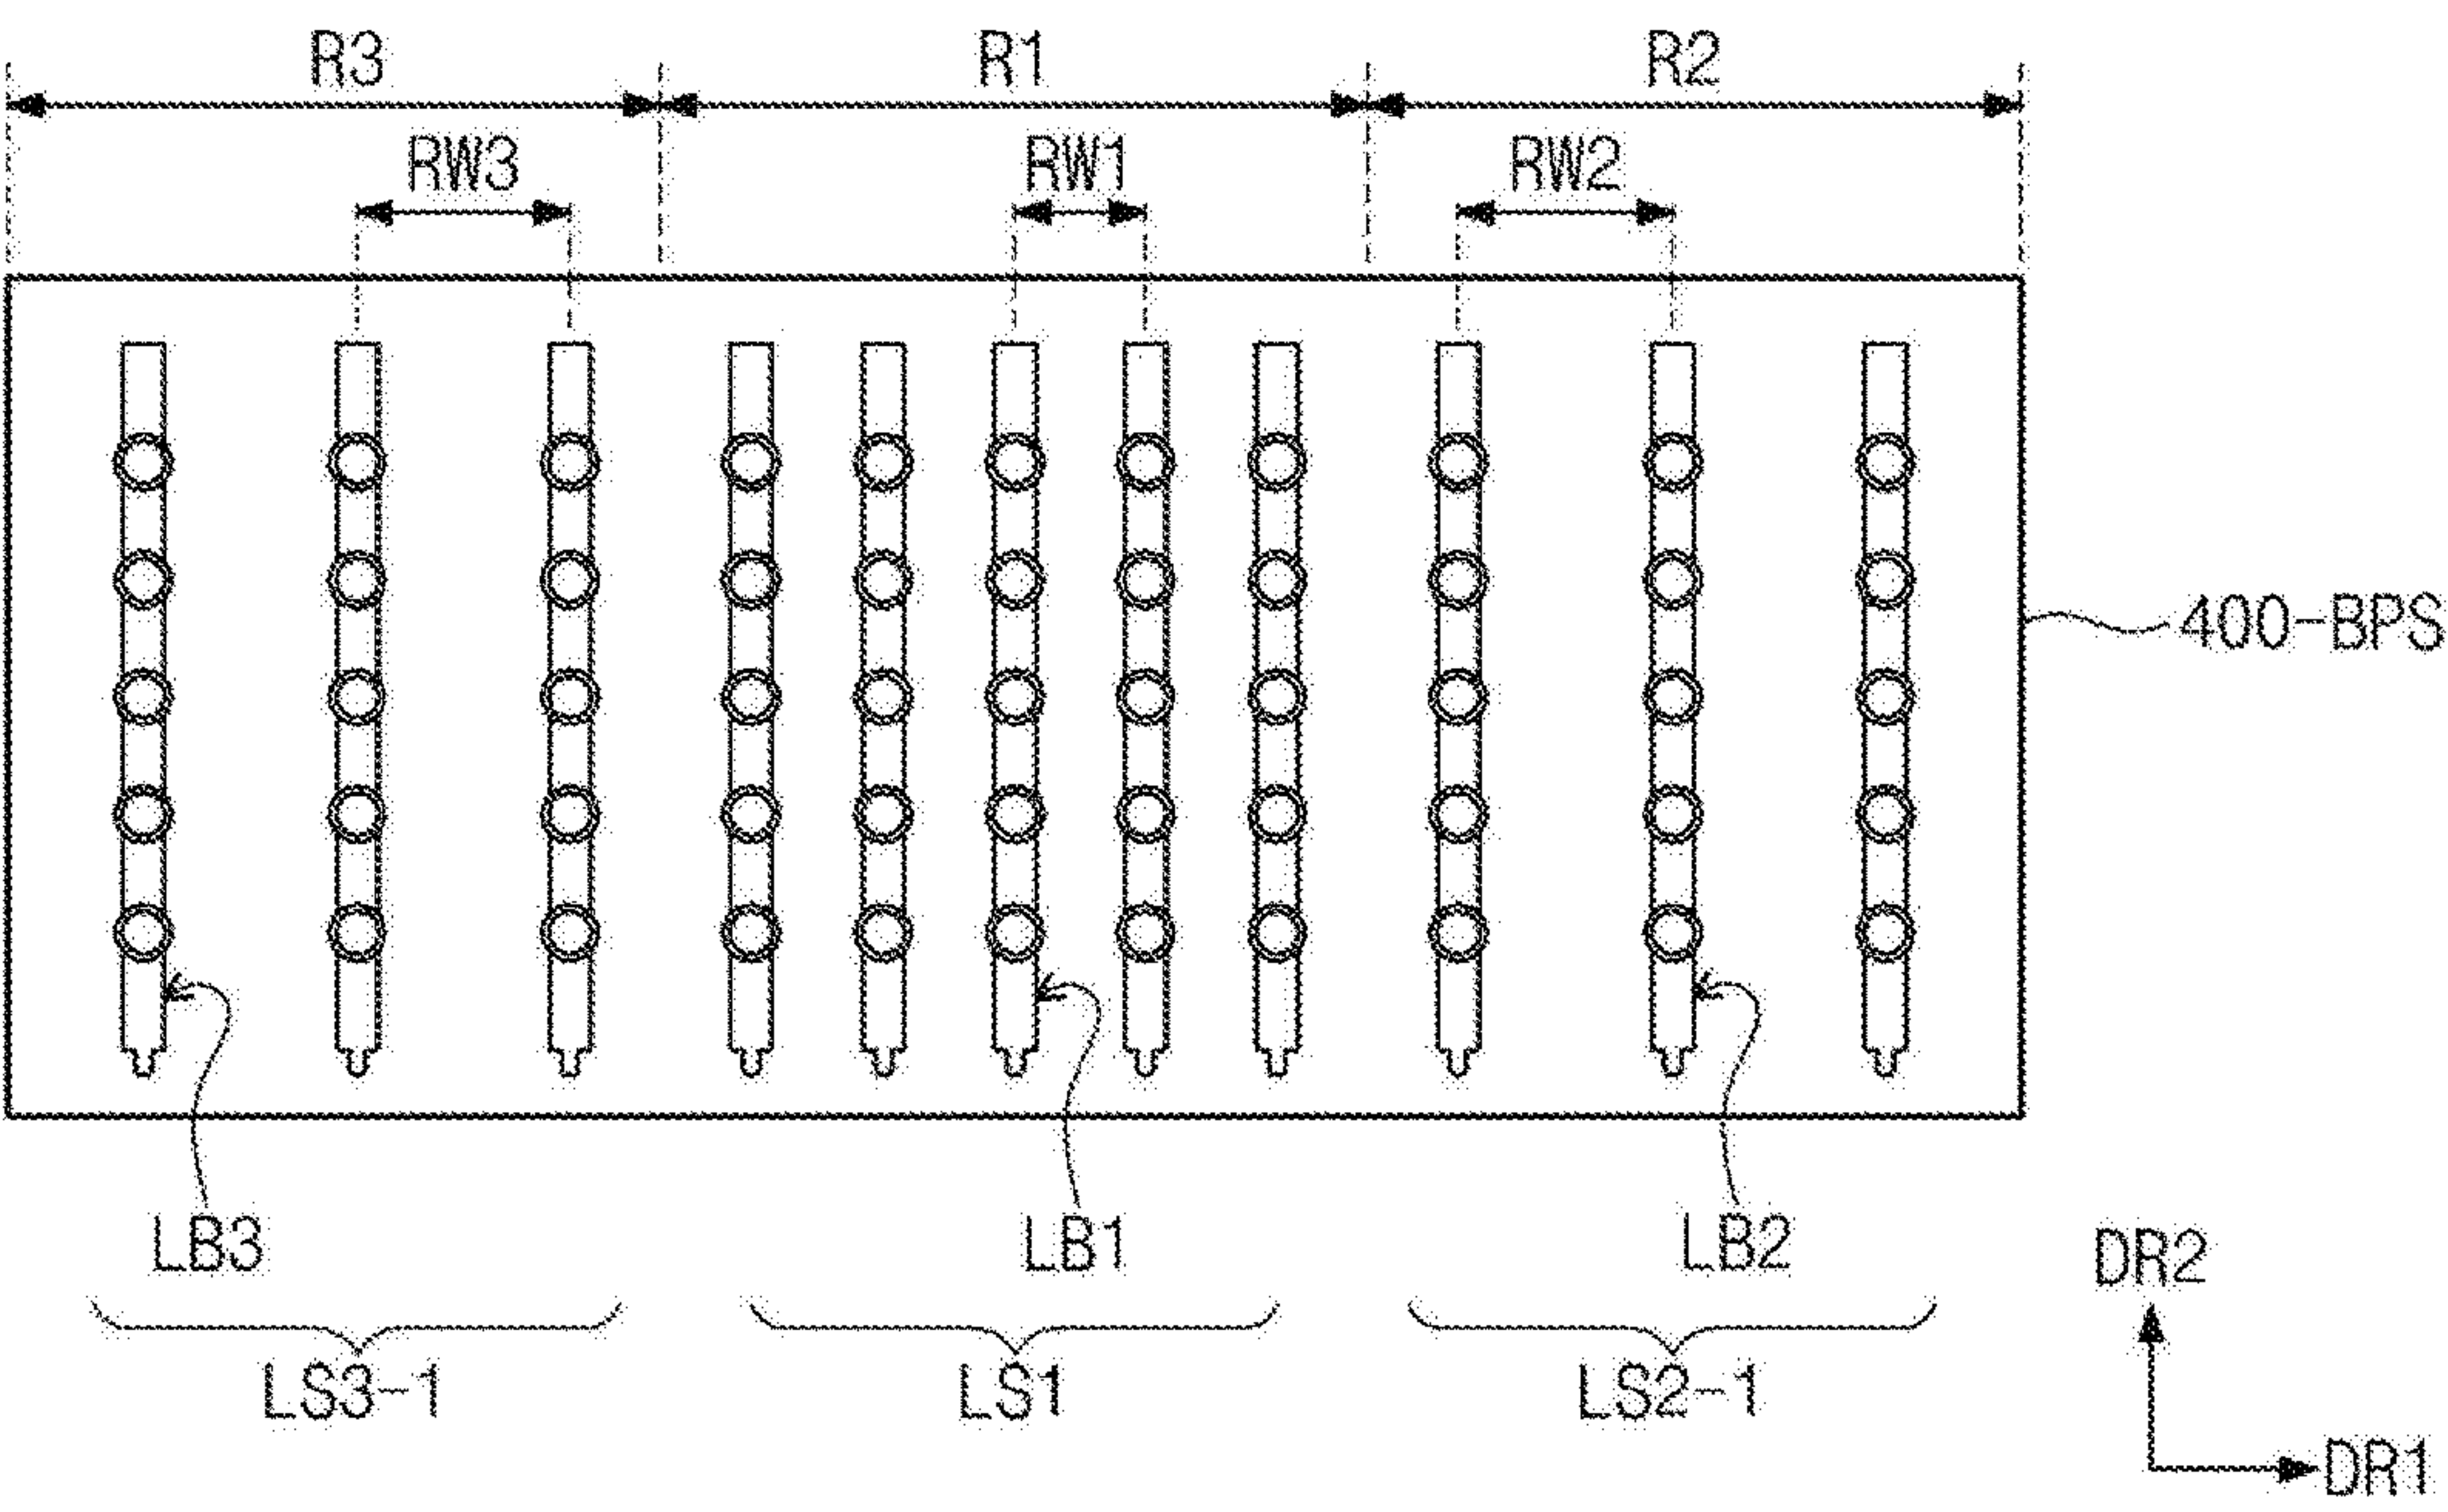 R3 R1 R2
RW3 RW1 RW2
400-BPS
LB3 LB1 LB2
DR2
LS3-1 LS1 LS2-1
DR1